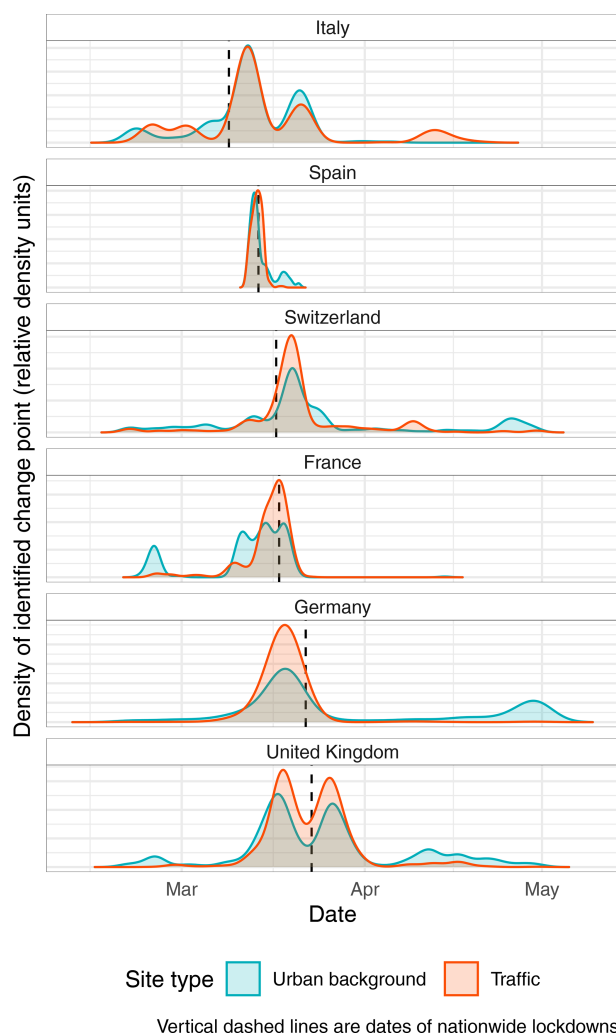 Italy
Spain
Switzerland
France
Germany
United Kingdom
Density of identified change point (relative density units)
Mar
Apr
May
Date
Site type
Urban background
Traffic
Vertical dashed lines are dates of nationwide lockdowns